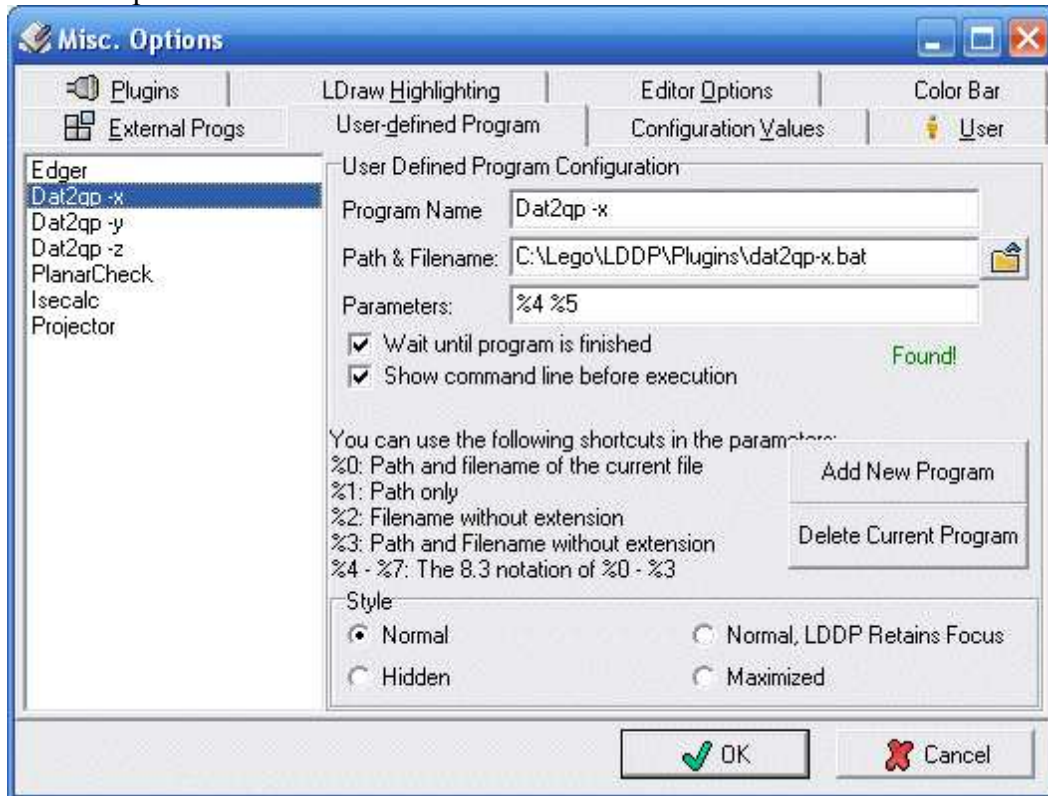 Misc. Options
Plugins LDraw Highlighting Editor Options Color Bar
External Progs User-defined Program Configuration Values User
Edger
Dat2qp -x
Dat2qp -y
Dat2qp -z
PlanarCheck
Isecalc
Projector
User Defined Program Configuration
Program Name Dat2qp -x
Path & Filename: C:\Lego\LDDP\Plugins\dat2qp-x.bat
Parameters: %4 %5
Wait until program is finished
Found!
Show command line before execution
You can use the following shortcuts in the
%0: Path and filename of the current file
%1: Path only
%2: Filename without extension
%3: Path and Filename without extension
%4 - %7: The 8.3 notation of %0 - %3
Add New Program
Delete Current Program
Style
Normal Normal, LDDP Retains Focus
Hidden Maximized
OK Cancel